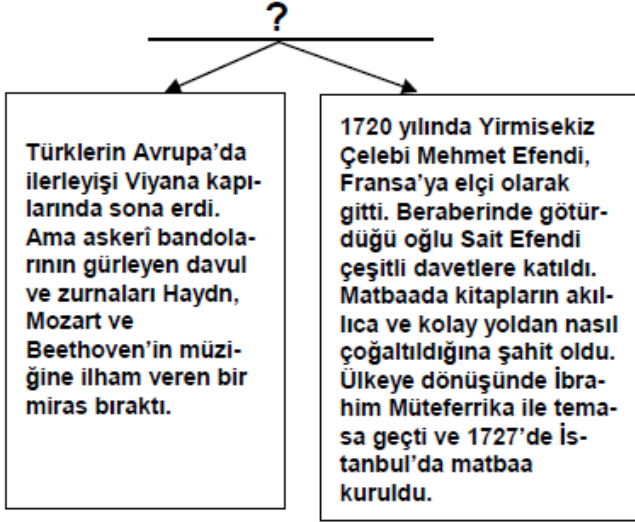 ?
Türklerin Avrupa’da
ilerleyişi Viyana kapı-
larında sona erdi.
Ama askerî bandola-
rının gürleyen davul
ve zurnaları Haydn,
Mozart ve
Beethoven’in müzi-
ğine ilham veren bir
miras bıraktı.
1720 yılında Yirmisekiz
Çelebi Mehmet Efendi,
Fransa’ya elçi olarak
gitti. Beraberinde götür-
düğü oğlu Sait Efendi
çeşitli davetlere katıldı.
Matbaada kitapların akıl-
lıca ve kolay yoldan nasıl
çoğaltıldığına şahit oldu.
Ülkeye dönüşünde İbra-
him Müteferrika ile tema-
sa geçti ve 1727’de İs-
tanbul’da matbaa
kuruldu.